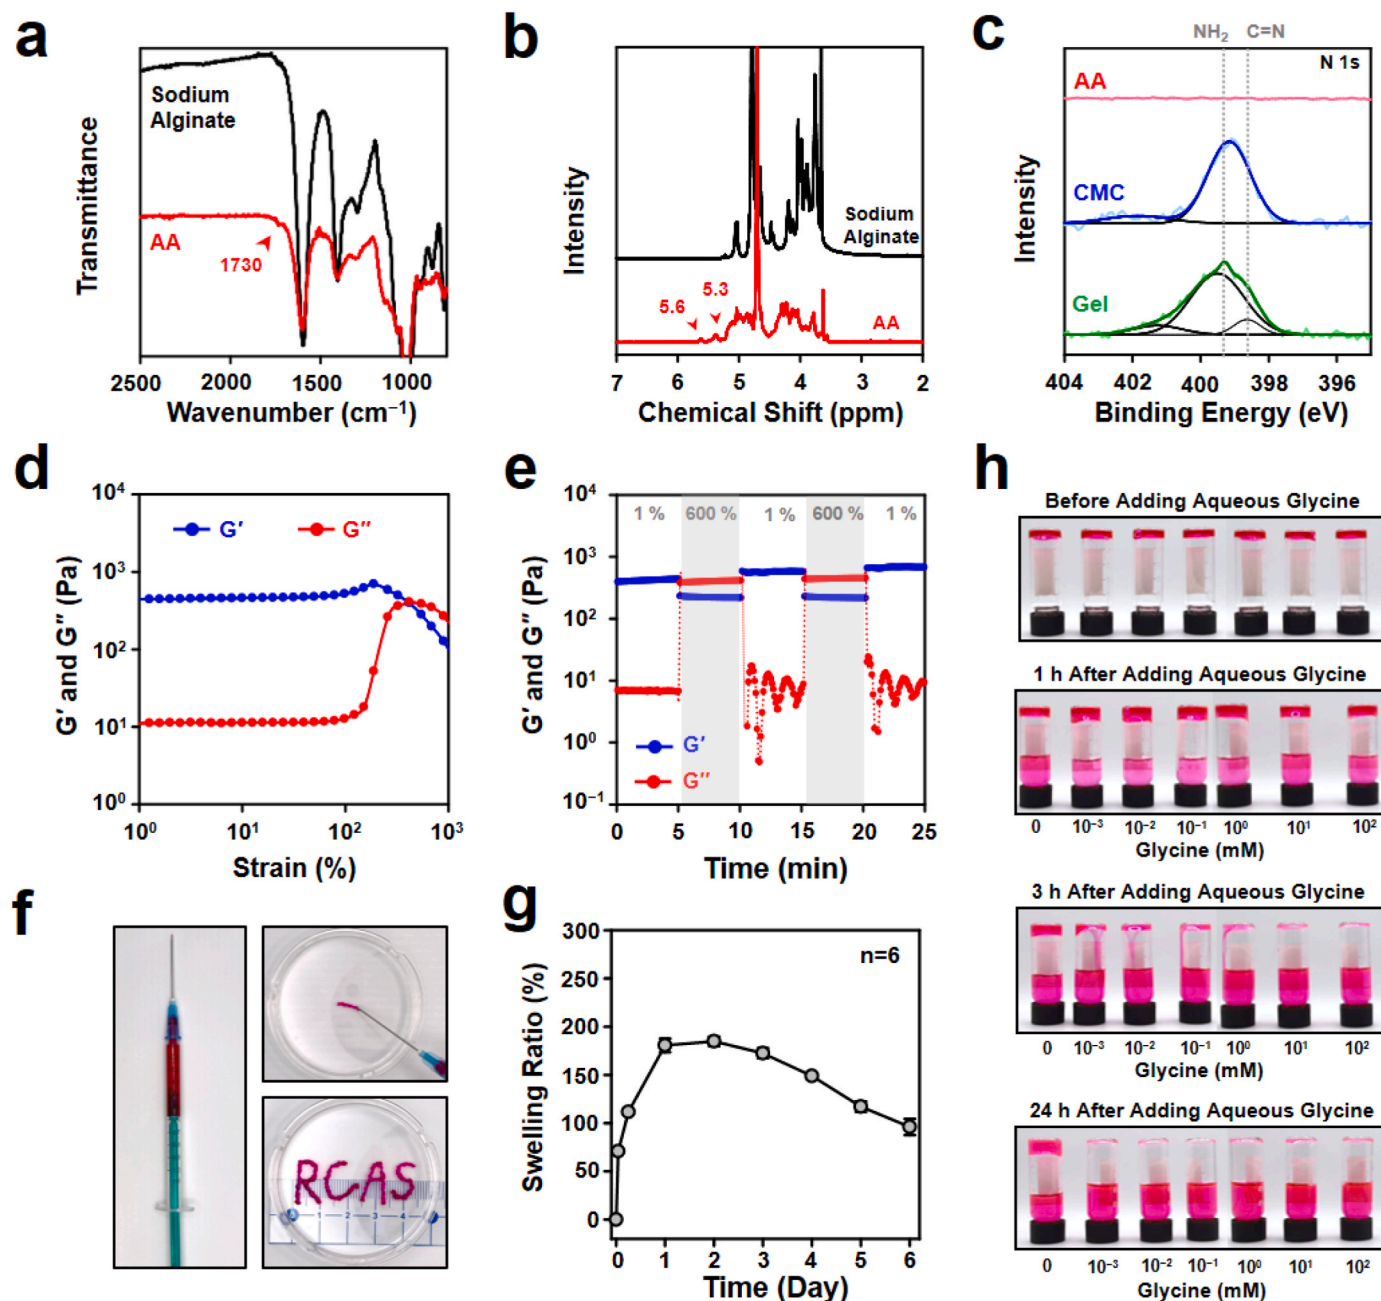 a
Sodium
Alginate
AA
1730
Transmittance
2500
2000
1500
1000
Wavenumber (cm⁻¹)
b
Sodium
Alginate
5.6
5.3
AA
Intensity
7
6
5
4
3
2
Chemical Shift (ppm)
c
NH₂
C=N
N 1s
AA
CMC
Gel
Intensity
404
402
400
398
396
Binding Energy (eV)
d
10⁴
G′
G″
10³
10²
10¹
10⁰
G′ and G″ (Pa)
10⁰
10¹
10²
10³
Strain (%)
e
10⁴
1 %
600 %
1 %
600 %
1 %
10³
10²
10¹
10⁰
10⁻¹
G′ and G″ (Pa)
G′
G″
0
5
10
15
20
25
Time (min)
f
RCAS
1
2
3
4
g
300
250
200
150
100
50
0
n=6
Swelling Ratio (%)
0
1
2
3
4
5
6
Time (Day)
h
Before Adding Aqueous Glycine
1 h After Adding Aqueous Glycine
0 10⁻³ 10⁻² 10⁻¹ 10⁰ 10¹ 10²
Glycine (mM)
3 h After Adding Aqueous Glycine
0 10⁻³ 10⁻² 10⁻¹ 10⁰ 10¹ 10²
Glycine (mM)
24 h After Adding Aqueous Glycine
0 10⁻³ 10⁻² 10⁻¹ 10⁰ 10¹ 10²
Glycine (mM)